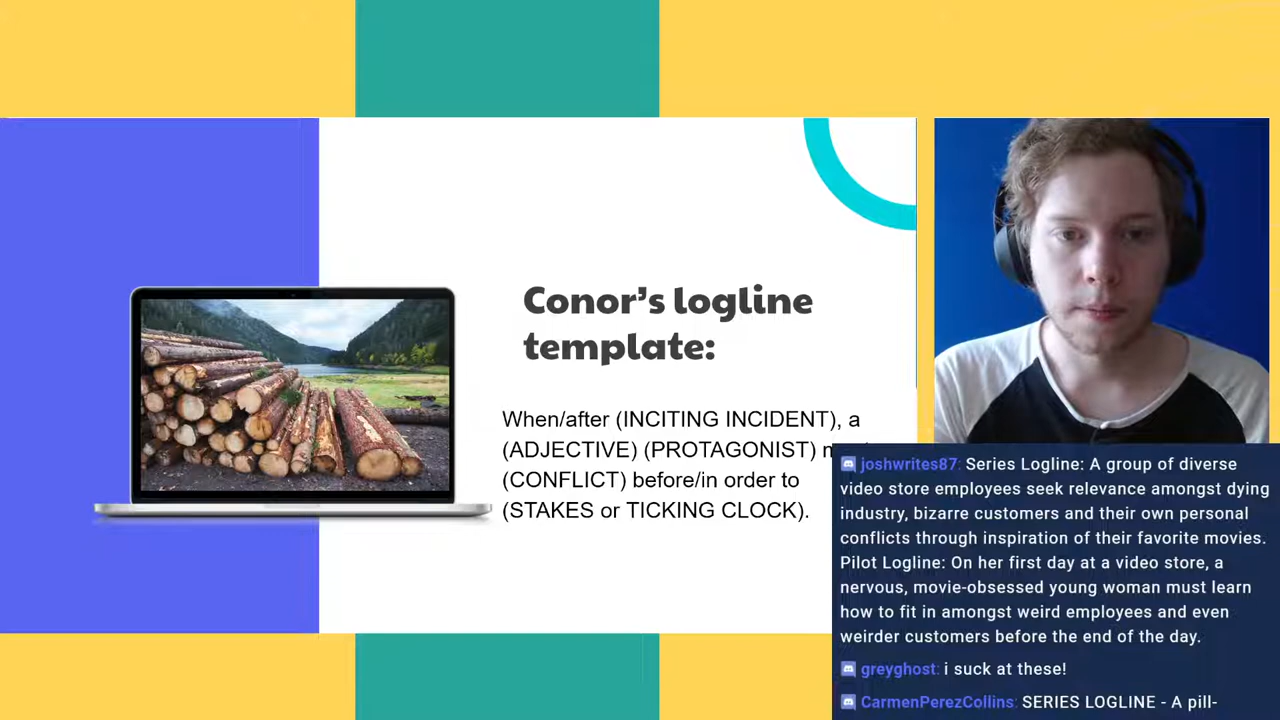 Conor’s logline
template:
When/after (INCITING INCIDENT), a
(ADJECTIVE) (PROTAGONIST)
(CONFLICT) before/in order to
(STAKES or TICKING CLOCK).
joshwrites87: Series Logline: A group of diverse
video store employees seek relevance amongst dying
industry, bizarre customers and their own personal
conflicts through inspiration of their favorite movies.
Pilot Logline: On her first day at a video store, a
nervous, movie-obsessed young woman must learn
how to fit in amongst weird employees and even
weirder customers before the end of the day.
greyghost: i suck at these!
CarmenPerezCollins: SERIES LOGLINE - A pill-